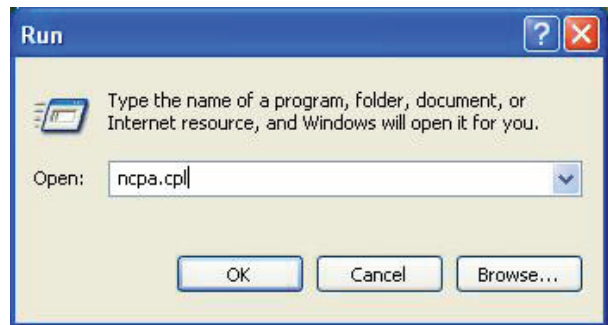 Run
Type the name of a program, folder, document, or
Internet resource, and Windows will open it for you.
Open: ncpa.cpl
OK Cancel Browse...